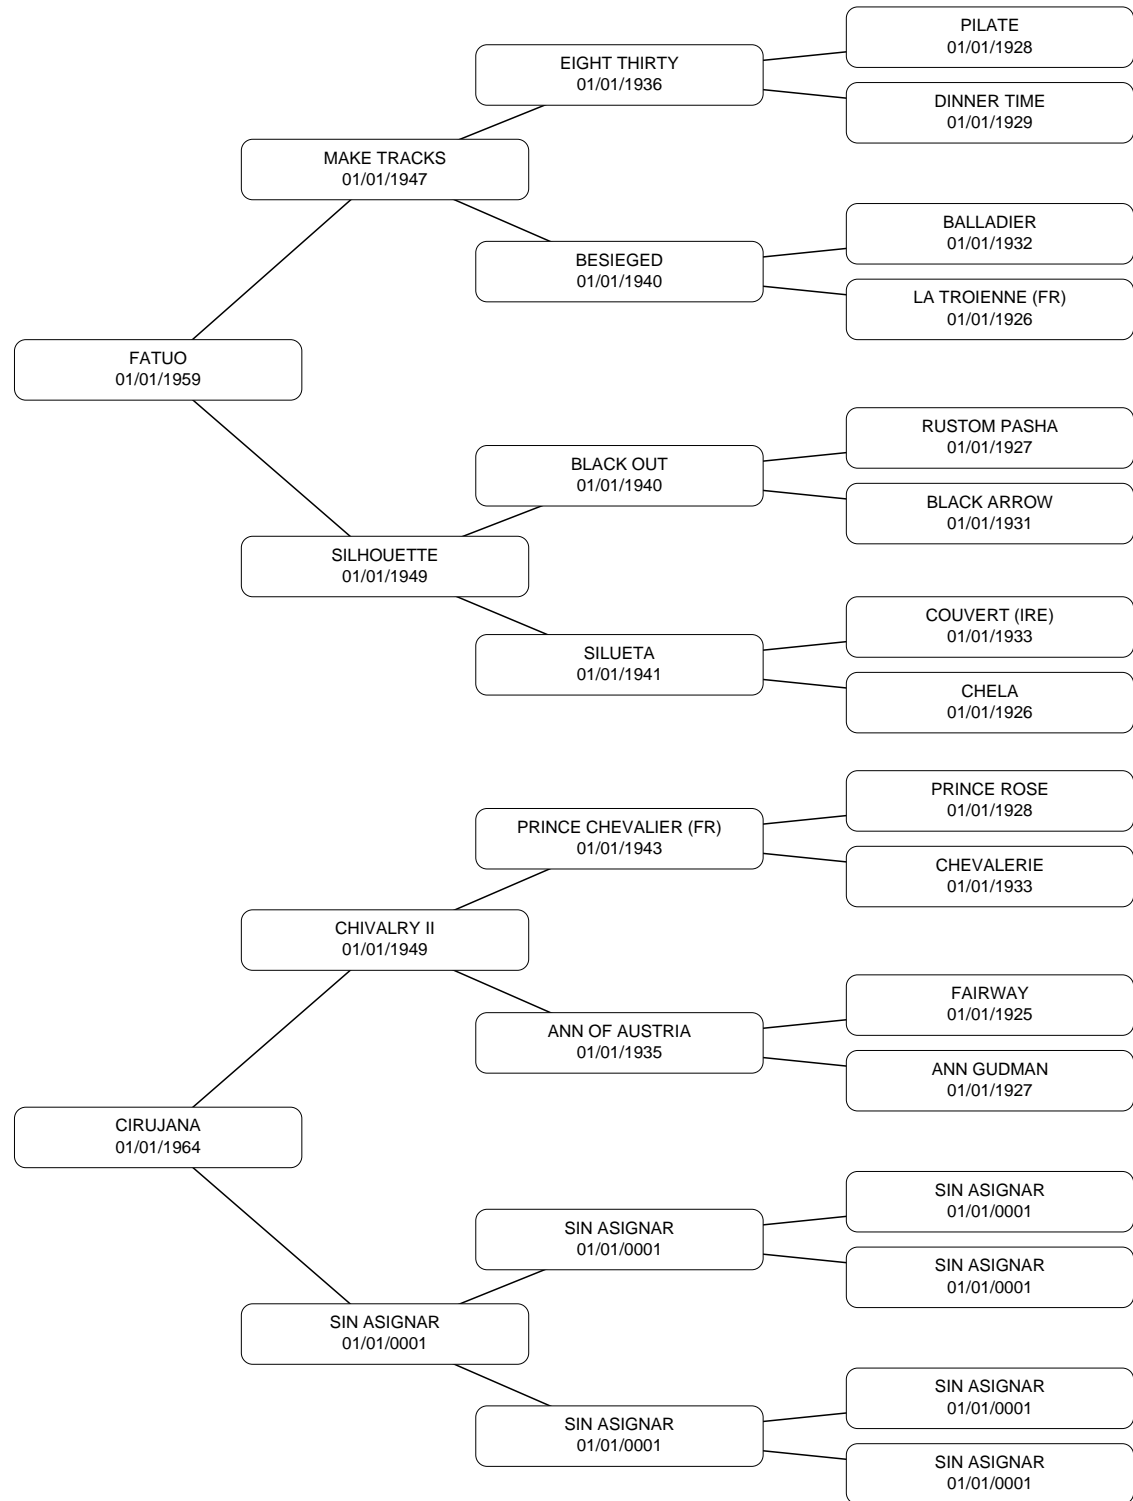 PILATE
01/01/1928
EIGHT THIRTY
01/01/1936
DINNER TIME
01/01/1929
MAKE TRACKS
01/01/1947
BALLADIER
01/01/1932
BESIEGED
01/01/1940
LA TROIENNE (FR)
01/01/1926
FATUO
01/01/1959
RUSTOM PASHA
01/01/1927
BLACK OUT
01/01/1940
BLACK ARROW
01/01/1931
SILHOUETTE
01/01/1949
COUVERT (IRE)
01/01/1933
SILUETA
01/01/1941
CHELA
01/01/1926
PRINCE ROSE
01/01/1928
PRINCE CHEVALIER (FR)
01/01/1943
CHEVALERIE
01/01/1933
CHIVALRY II
01/01/1949
FAIRWAY
01/01/1925
ANN OF AUSTRIA
01/01/1935
ANN GUDMAN
01/01/1927
CIRUJANA
01/01/1964
SIN ASIGNAR
01/01/0001
SIN ASIGNAR
01/01/0001
SIN ASIGNAR
01/01/0001
SIN ASIGNAR
01/01/0001
SIN ASIGNAR
01/01/0001
SIN ASIGNAR
01/01/0001
SIN ASIGNAR
01/01/0001